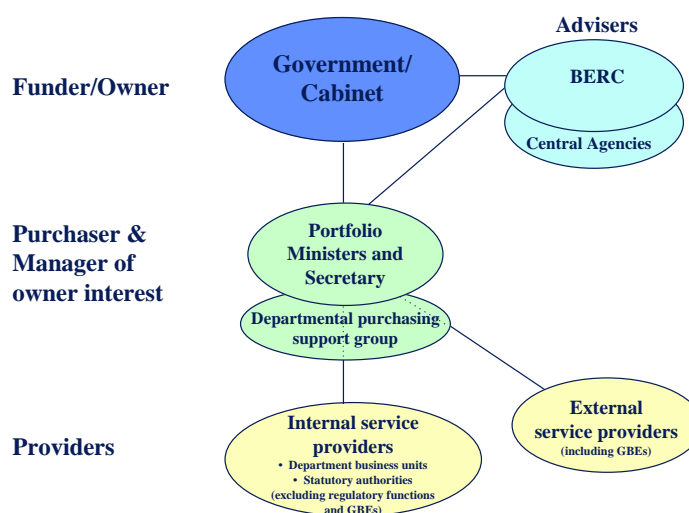 Advisers
Funder/Owner
Government/
Cabinet
BERC
Central Agencies
Purchaser &
Manager of
owner interest
Portfolio
Ministers and
Secretary
Departmental purchasing
support group
Providers
Internal service
providers
• Department business units
• Statutory authorities
(excluding regulatory functions
and GBEs)
External
service providers
(including GBEs)